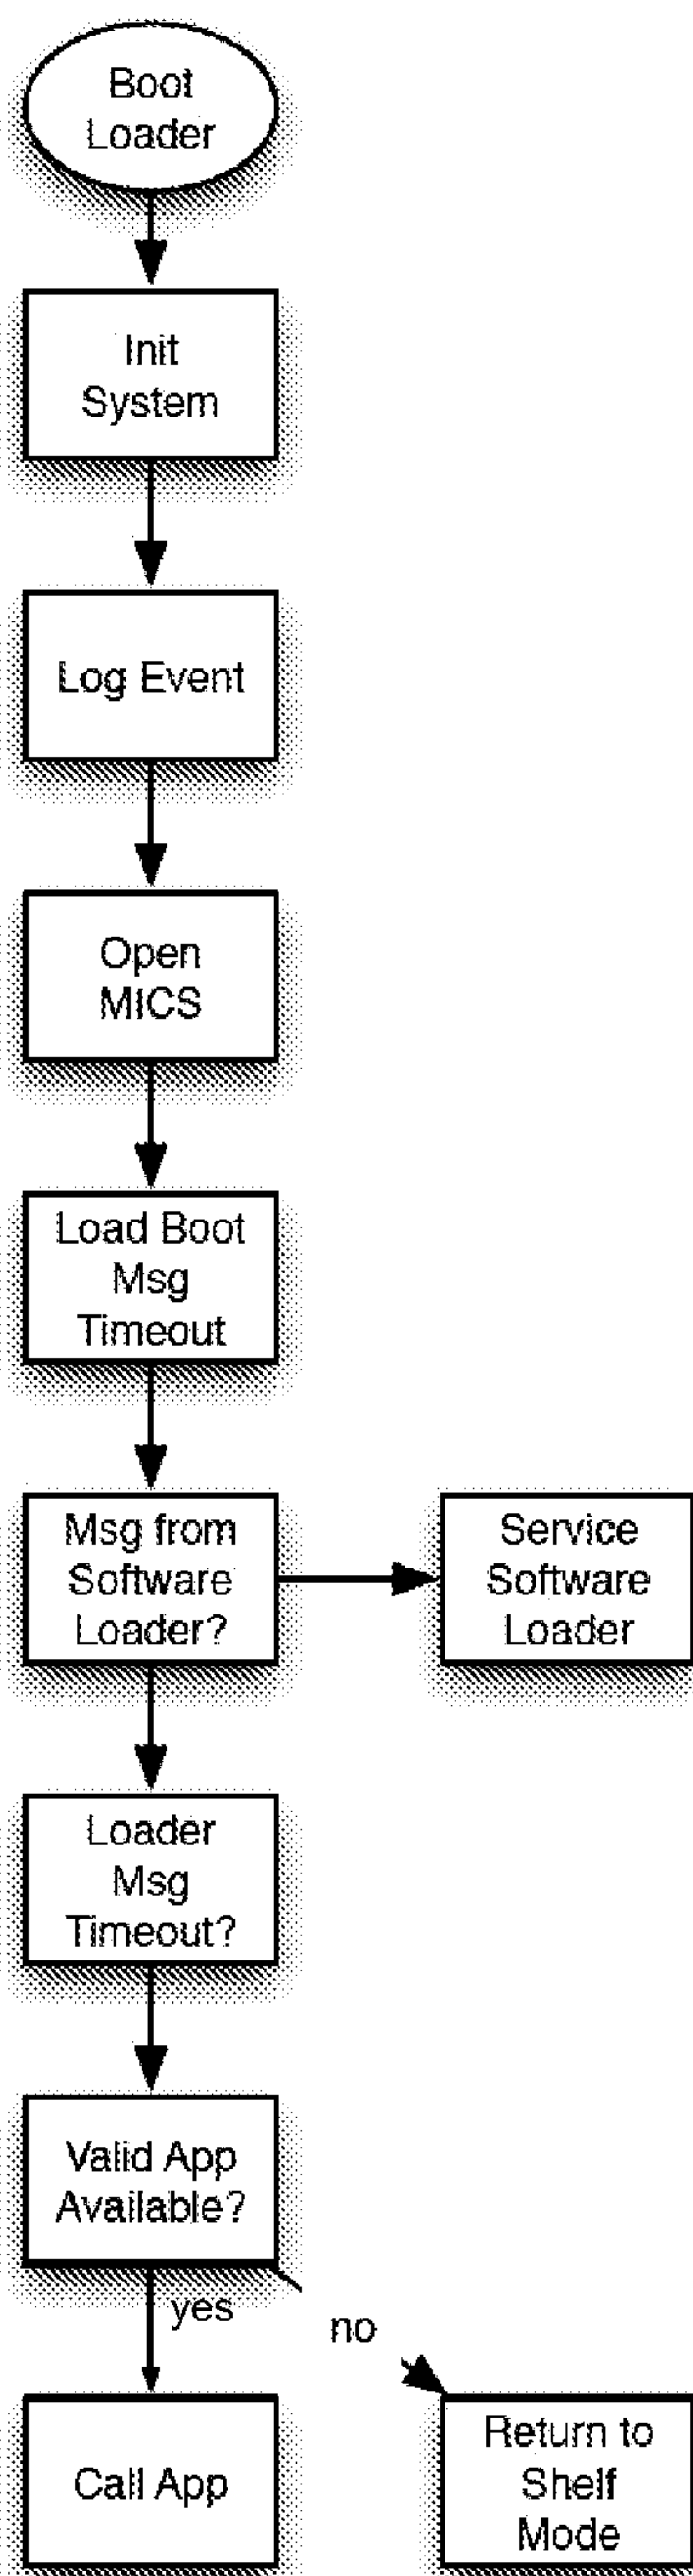 Boot
Loader
Init
System
Log Event
Open
MICS
Load Boot
Msg
Timeout
Msg from
Software
Loader?
Service
Software
Loader
Loader
Msg
Timeout?
Valid App
Available?
yes
no
Call App
Return to
Shelf
Mode